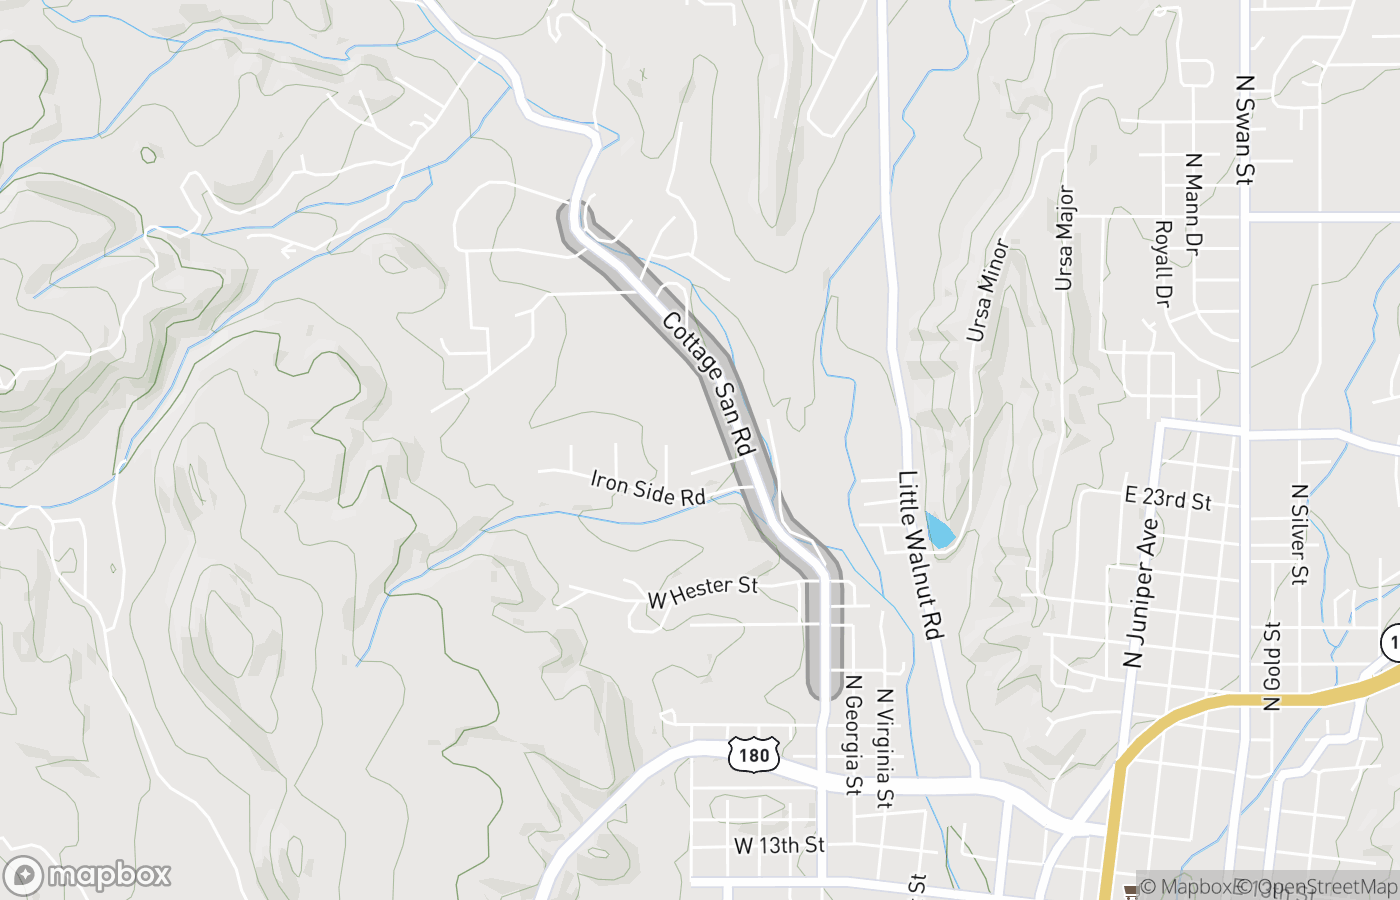 N Swan St
N Mann Dr
Ursa Major
Royall Dr
Ursa Minor
Cottage San Rd
Iron Side Rd
Little Walnut Rd
E 23rd St
N Silver St
N Juniper Ave
W Hester St
N Gold St
1
N Georgia St
N Virginia St
180
W 13th St
St
mapbox
© Mapbox © OpenStreetMap